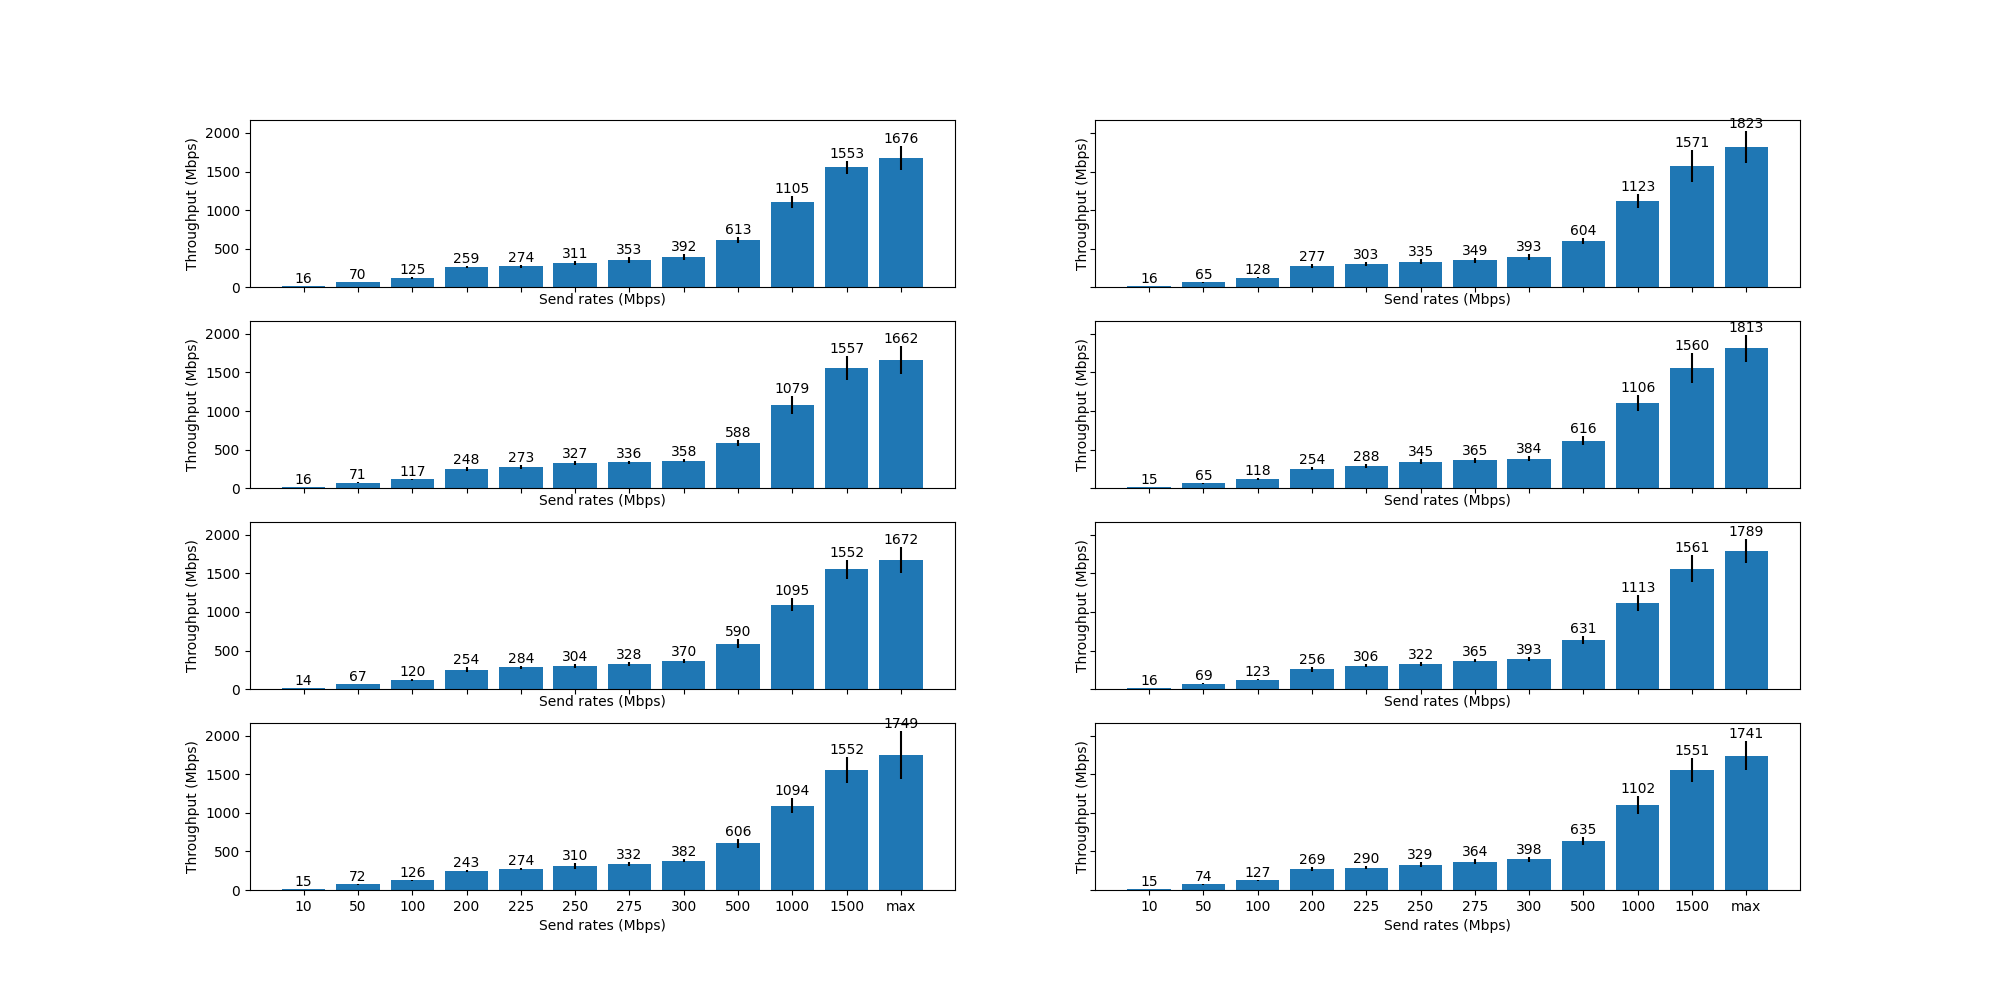 2000
1500
1000
500
0
Throughput (Mbps)
16 70 125 259 274 311 353 392 613 1105 1553 1676
Send rates (Mbps)
Throughput (Mbps)
16 65 128 277 303 335 349 393 604 1123 1571 1823
Send rates (Mbps)
2000
1500
1000
500
0
Throughput (Mbps)
16 71 117 248 273 327 336 358 588 1079 1557 1662
Send rates (Mbps)
Throughput (Mbps)
15 65 118 254 288 345 365 384 616 1106 1560 1813
Send rates (Mbps)
2000
1500
1000
500
0
Throughput (Mbps)
14 67 120 254 284 304 328 370 590 1095 1552 1672
Send rates (Mbps)
Throughput (Mbps)
16 69 123 256 306 322 365 393 631 1113 1561 1789
Send rates (Mbps)
2000
1500
1000
500
0
Throughput (Mbps)
15 72 126 243 274 310 332 382 606 1094 1552 1749
10 50 100 200 225 250 275 300 500 1000 1500 max
Send rates (Mbps)
Throughput (Mbps)
15 74 127 269 290 329 364 398 635 1102 1551 1741
10 50 100 200 225 250 275 300 500 1000 1500 max
Send rates (Mbps)